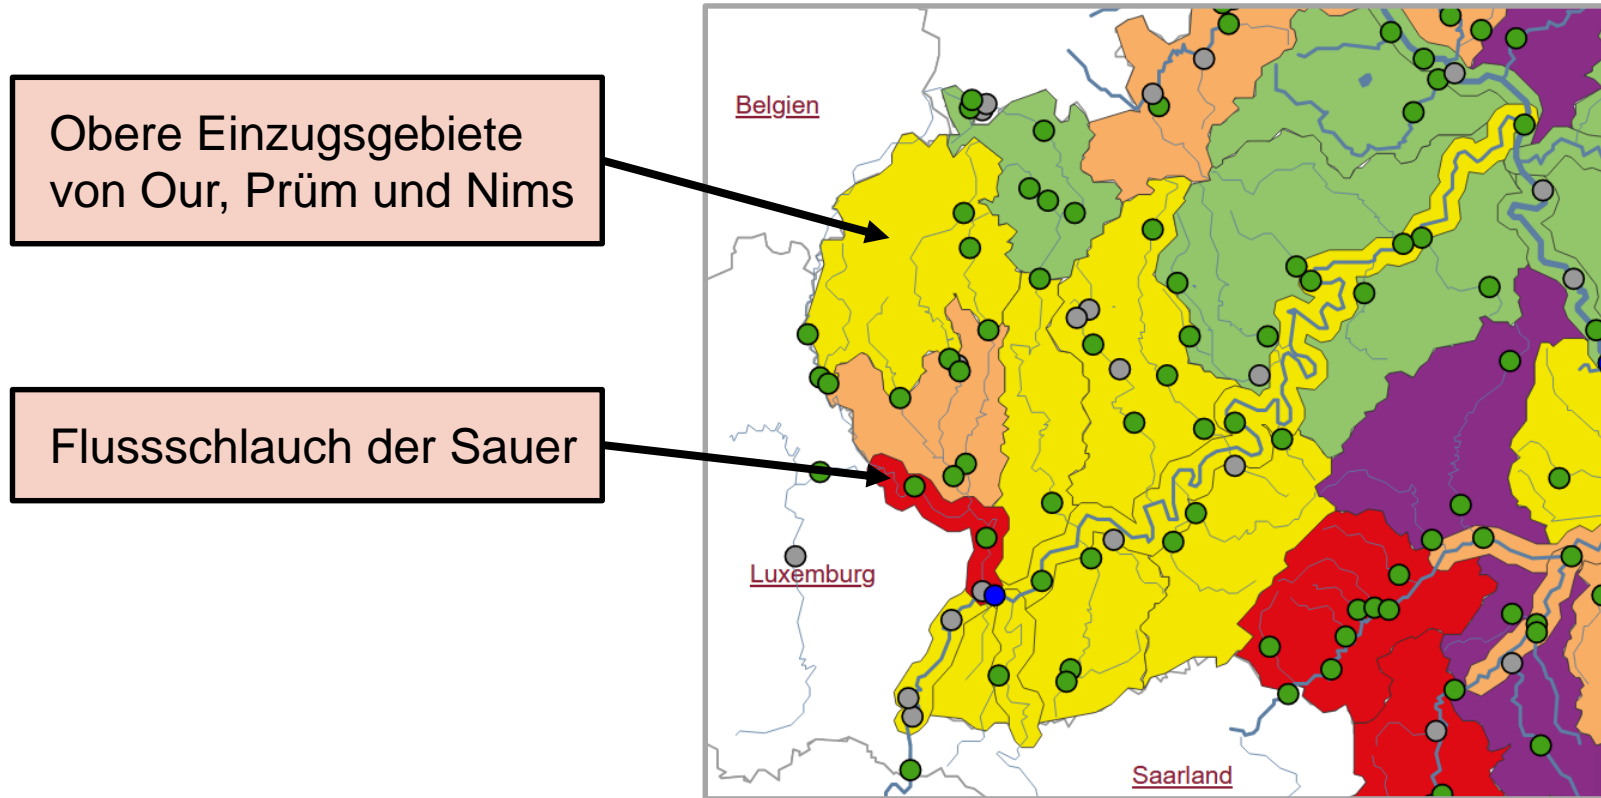 Obere Einzugsgebiete
von Our, Prüm und Nims
Flussschlauch der Sauer
Belgien
Luxemburg
Saarland